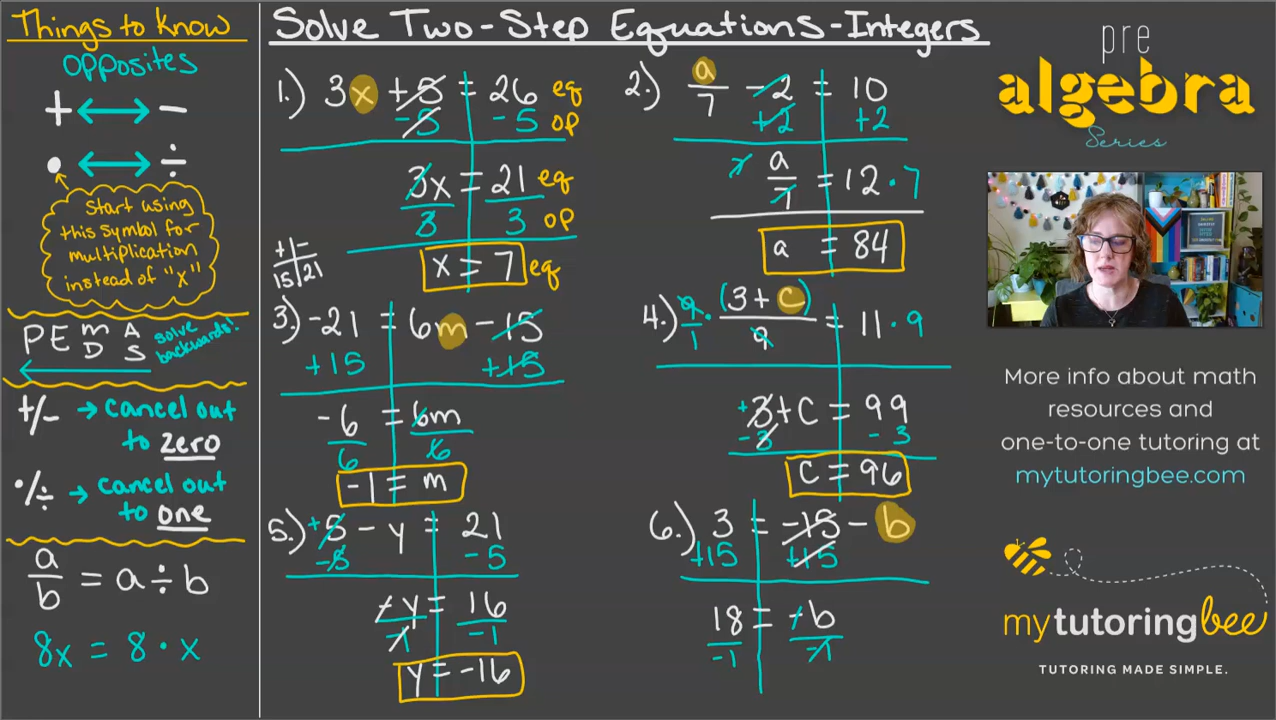 Things to know
opposites
+ ↔ −
• ↔ ÷
Start using
this symbol for
multiplication
instead of "x"
PE M/D A/S solve backwards!
+/- → cancel out
to zero
•/÷ → cancel out
to one
a/b = a ÷ b
8x = 8 · x
Solve Two-Step Equations-Integers
1.) 3x + 5 = 26 eq
-5 -5 op
3x = 21 eq
3 3 op
x = 7 eq
2.) a/7 - 2 = 10
+2 +2
7 · a/7 = 12 · 7
a = 84
+ | -
15 | 21
3.) -21 = 6m - 15
+15 +15
-6 = 6m
6 6
-1 = m
4.) 9/1 · (3 + c)/9 = 11 · 9
+3 + c = 99
-3 -3
c = 96
5.) +5 - y = 21
-5 -5
-y = 16
-1 -1
y = -16
6.) 3 = -15 - b
+15 +15
18 = -b
-1 -1
pre
algebra
Series
More info about math
resources and
one-to-one tutoring at
mytutoringbee.com
mytutoringbee
TUTORING MADE SIMPLE.